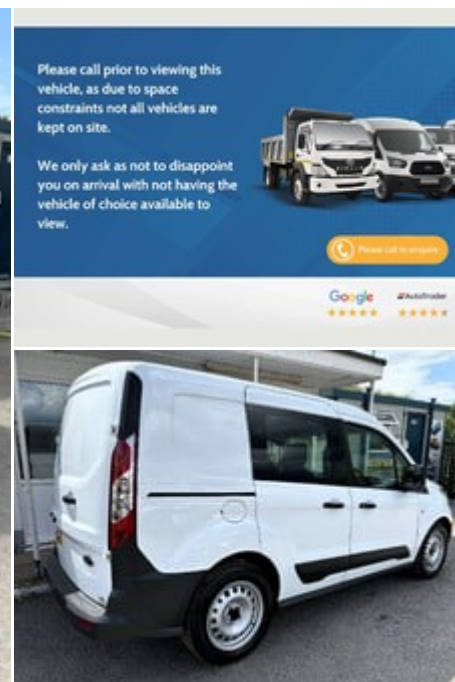 Please call prior to viewing this
vehicle, as due to space
constraints not all vehicles are
kept on site.
We only ask as not to disappoint
you on arrival with not having the
vehicle of choice available to
view.
Please call to enquire
Google
AutoTrader